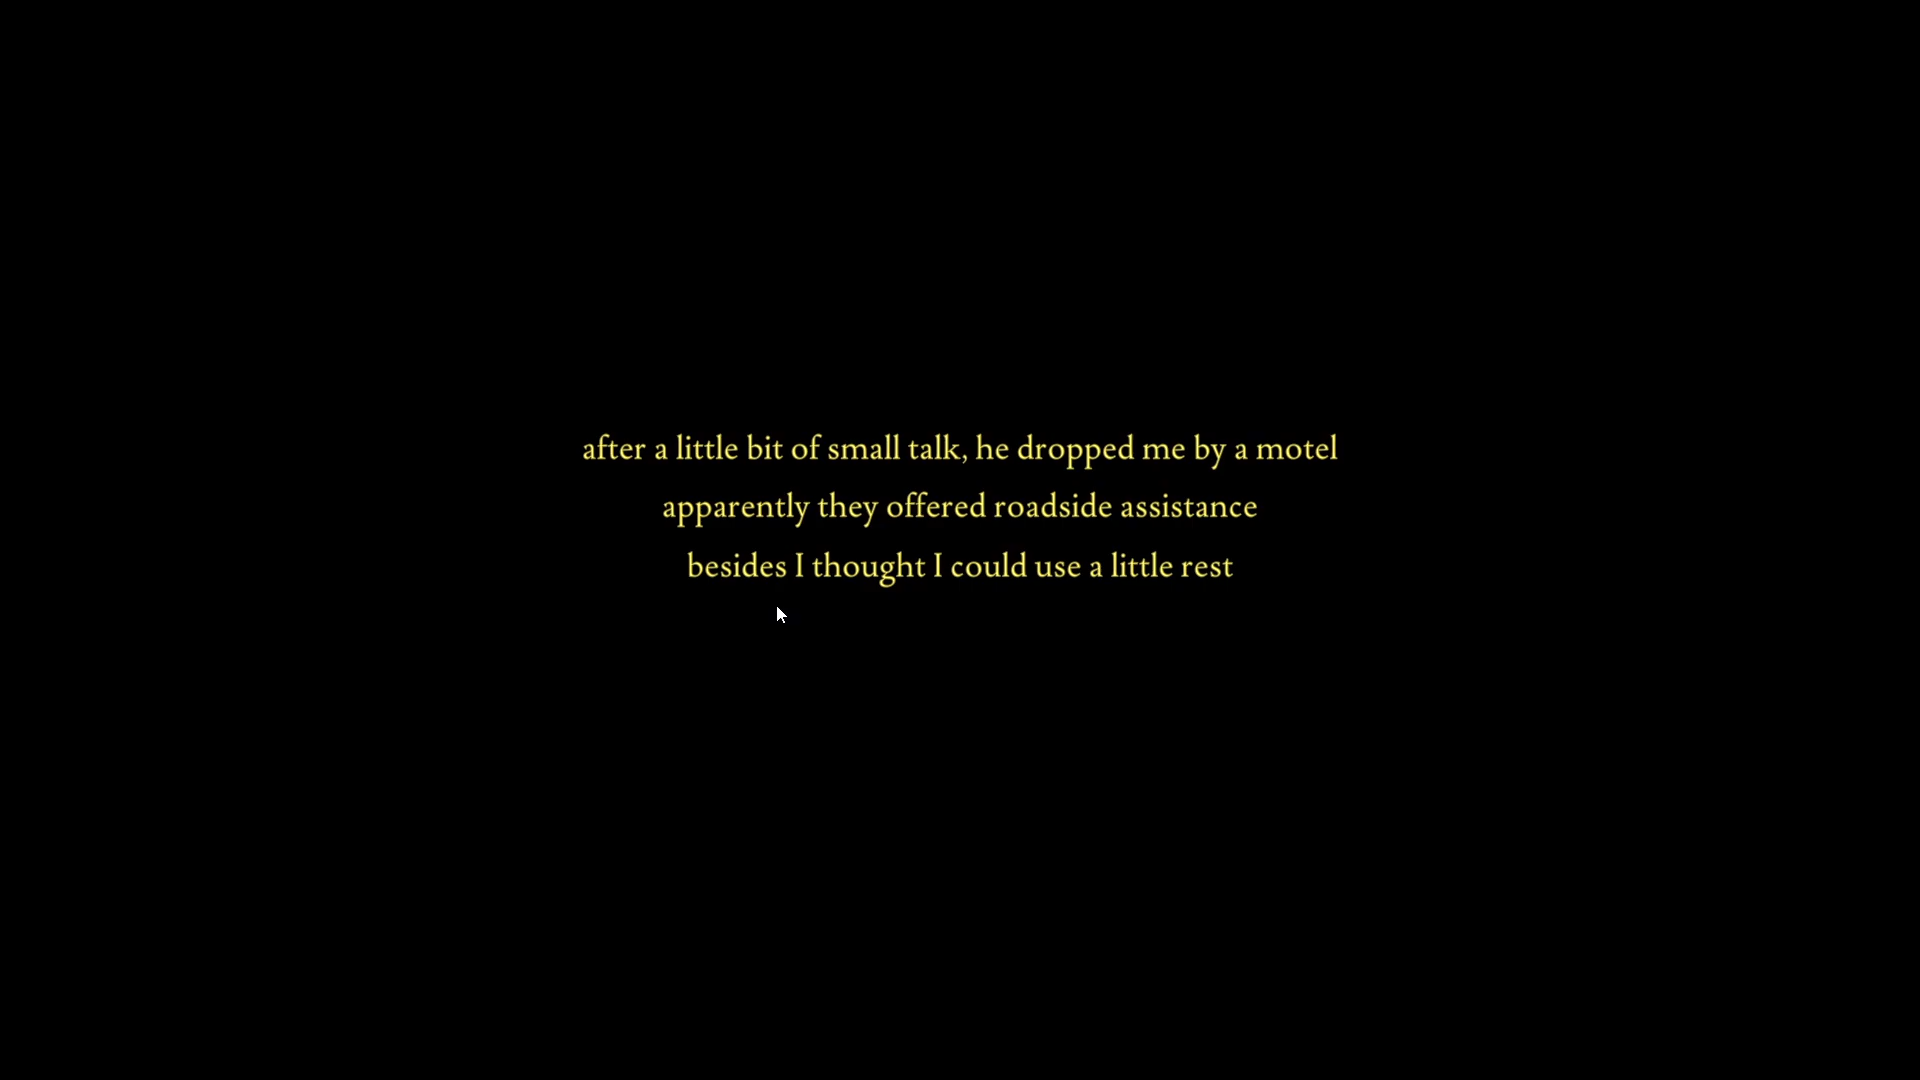 after a little bit of small talk, he dropped me by a motel
apparently they offered roadside assistance
besides I thought I could use a little rest